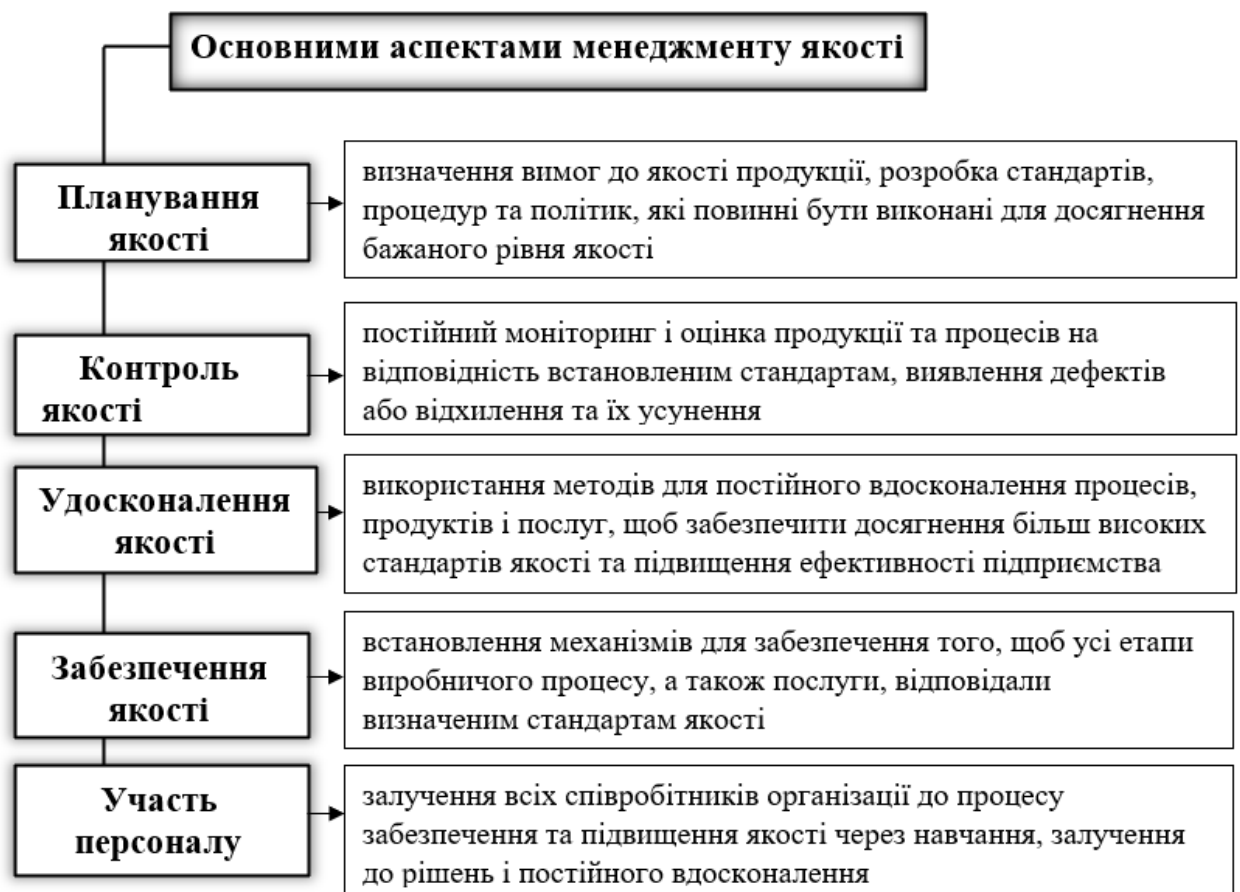 Основними аспектами менеджменту якості
Планування
якості
визначення вимог до якості продукції, розробка стандартів,
процедур та політик, які повинні бути виконані для досягнення
бажаного рівня якості
Контроль
якості
постійний моніторинг і оцінка продукції та процесів на
відповідність встановленим стандартам, виявлення дефектів
або відхилення та їх усунення
Удосконалення
якості
використання методів для постійного вдосконалення процесів,
продуктів і послуг, щоб забезпечити досягнення більш високих
стандартів якості та підвищення ефективності підприємства
Забезпечення
якості
встановлення механізмів для забезпечення того, щоб усі етапи
виробничого процесу, а також послуги, відповідали
визначеним стандартам якості
Участь
персоналу
залучення всіх співробітників організації до процесу
забезпечення та підвищення якості через навчання, залучення
до рішень і постійного вдосконалення